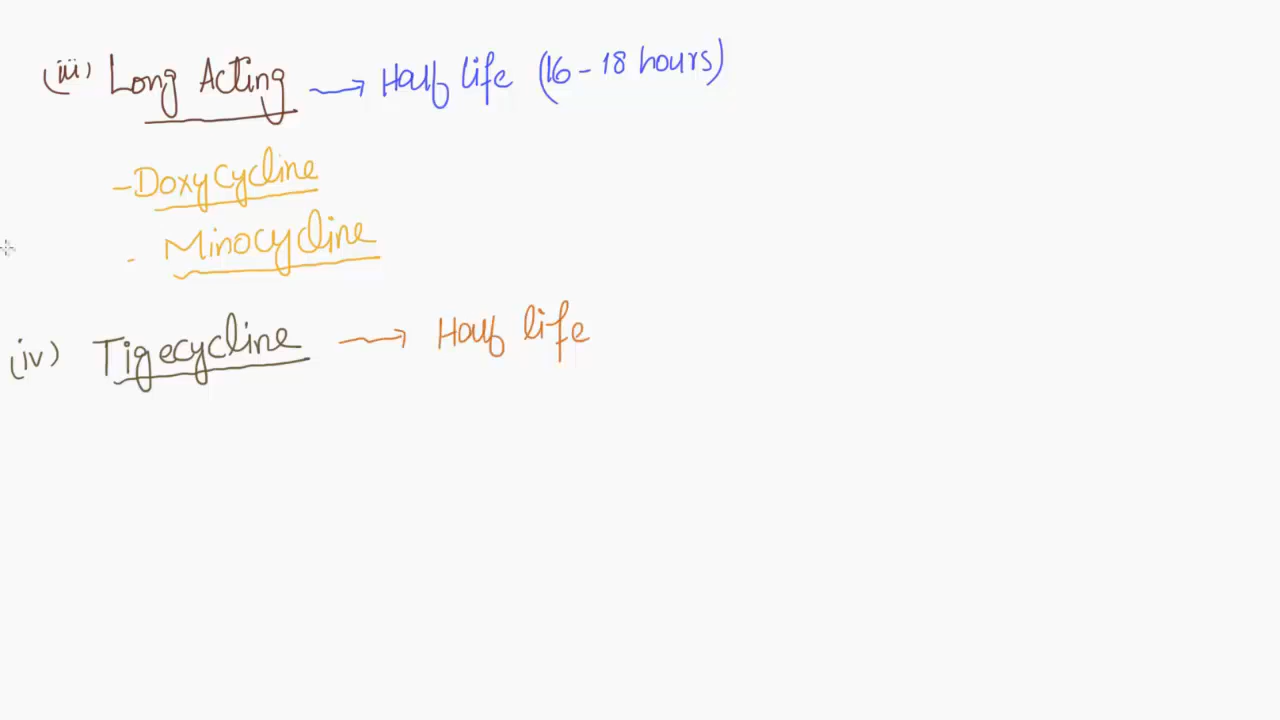 (iii) Long Acting → Half life (16 - 18 hours)
- Doxycycline
- Minocycline
(iv) Tigecycline → Half life